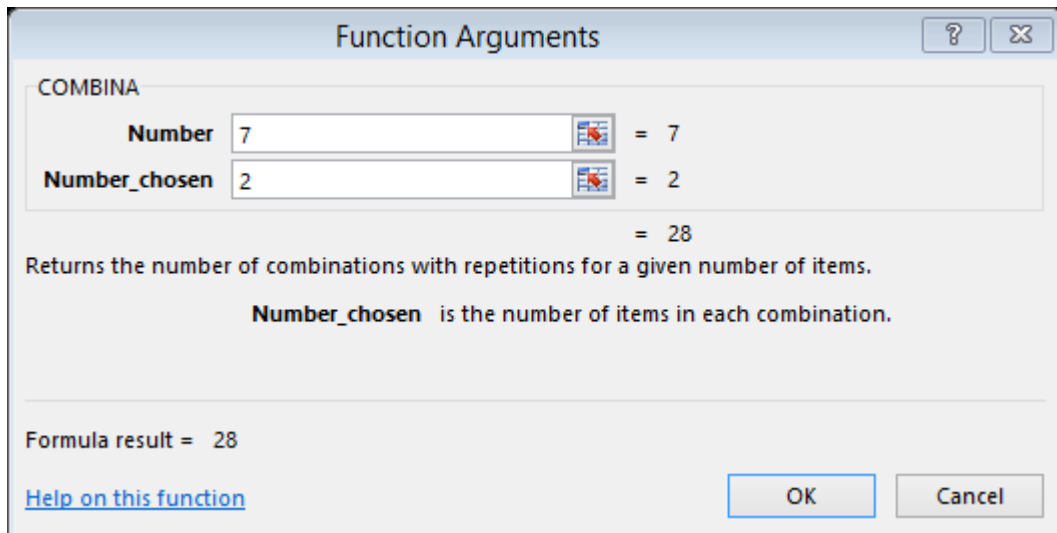 Function Arguments
COMBINA
Number 7 = 7
Number_chosen 2 = 2
= 28
Returns the number of combinations with repetitions for a given number of items.
Number_chosen is the number of items in each combination.
Formula result = 28
Help on this function OK Cancel